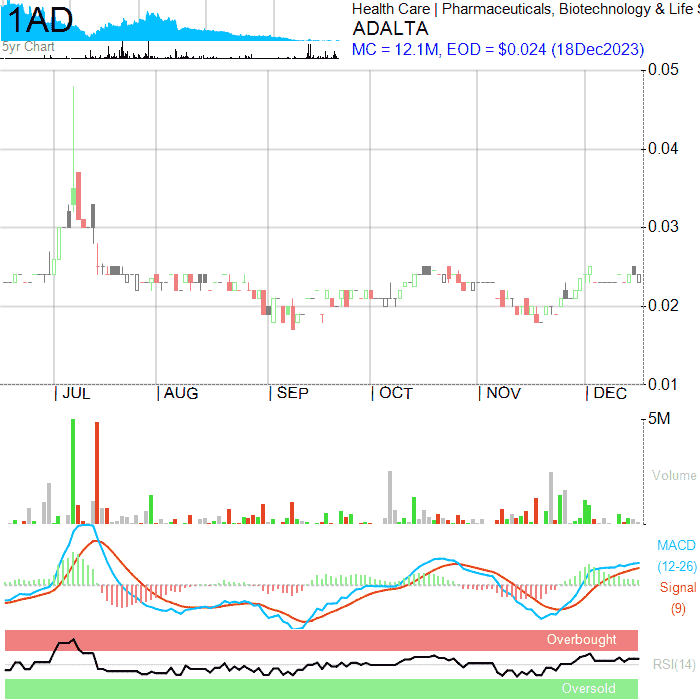 1AD
5yr Chart
Health Care | Pharmaceuticals, Biotechnology & Life S
ADALTA
MC = 12.1M, EOD = $0.024 (18Dec2023)
0.05
0.04
0.03
0.02
0.01
JUL AUG SEP OCT NOV DEC
5M
Volume
MACD
(12-26)
Signal
(9)
Overbought
RSI(14)
Oversold